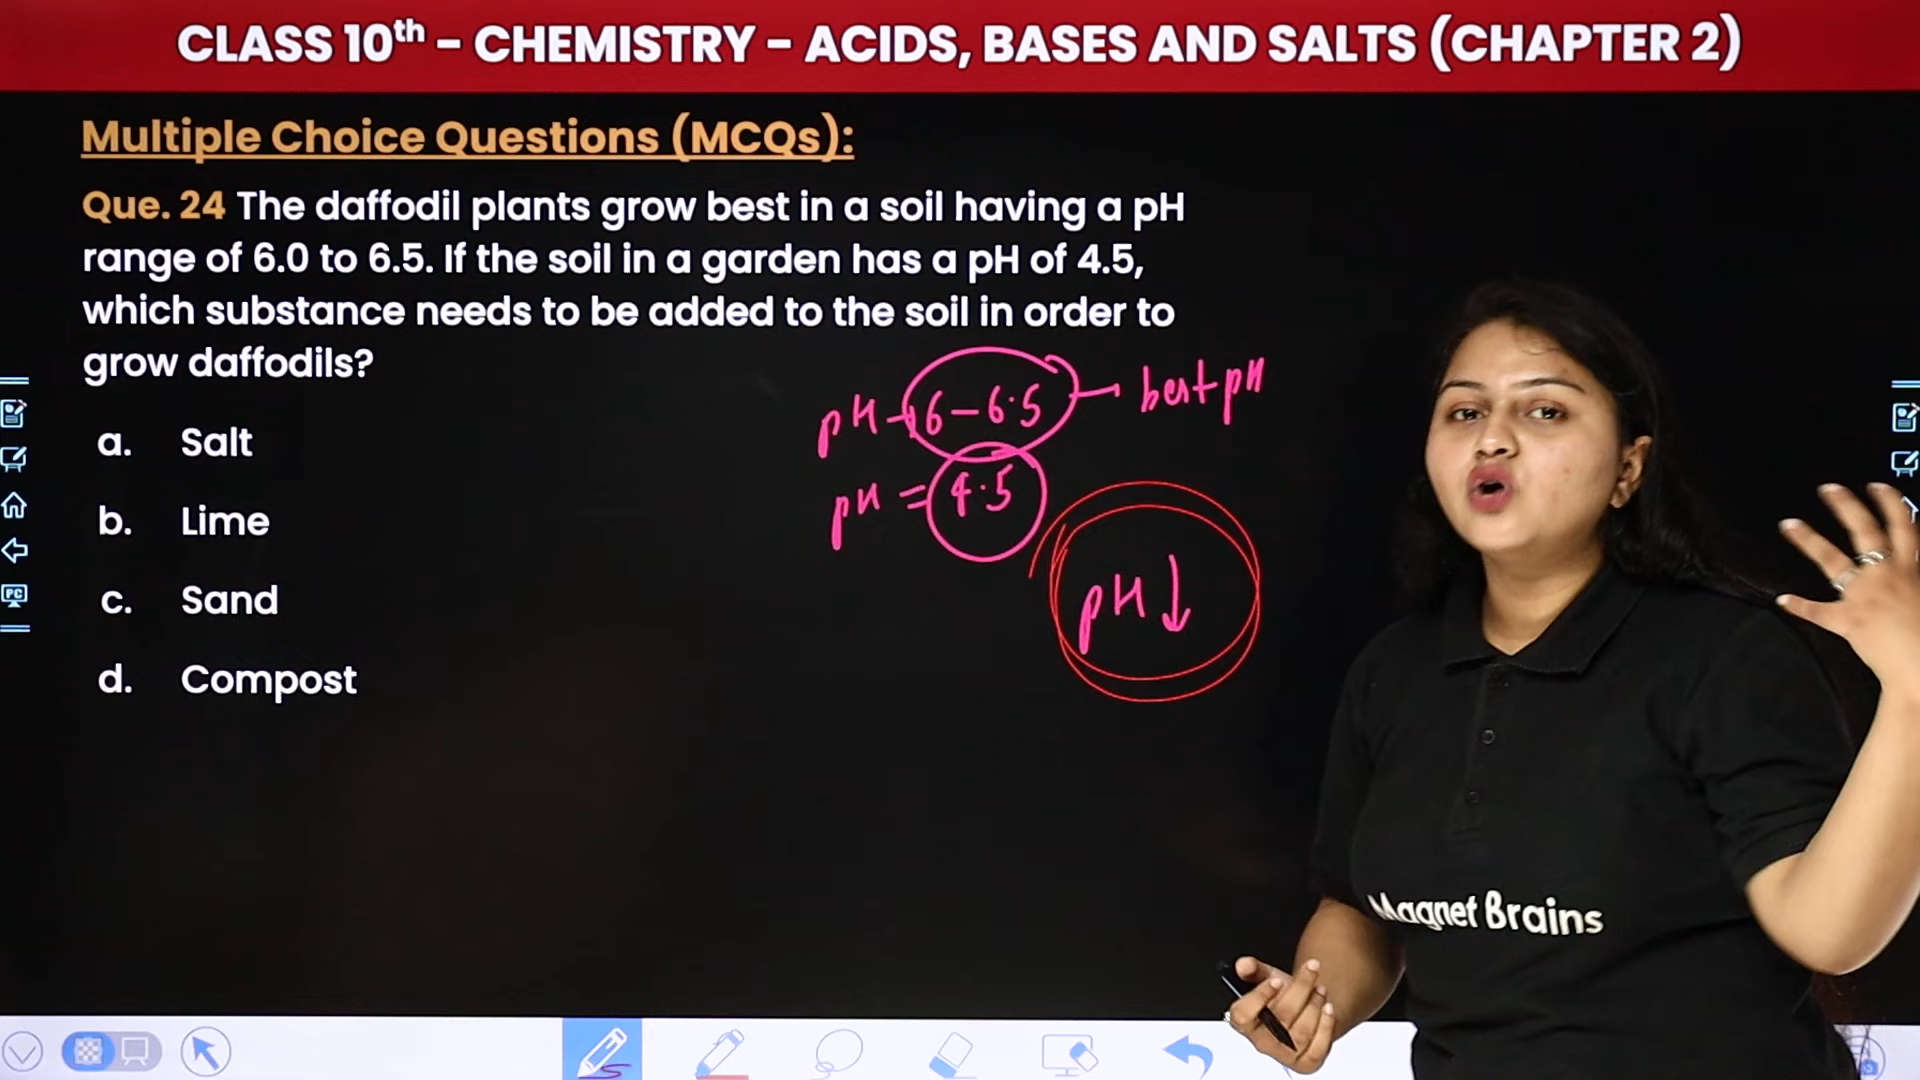 CLASS 10th - CHEMISTRY - ACIDS, BASES AND SALTS (CHAPTER 2)
Multiple Choice Questions (MCQs):
Que. 24 The daffodil plants grow best in a soil having a pH
range of 6.0 to 6.5. If the soil in a garden has a pH of 4.5,
which substance needs to be added to the soil in order to
grow daffodils?
pH - 6 - 6.5 → best pH
pH = 4.5
pH ↓
a. Salt
b. Lime
c. Sand
d. Compost
Magnet Brains
PC